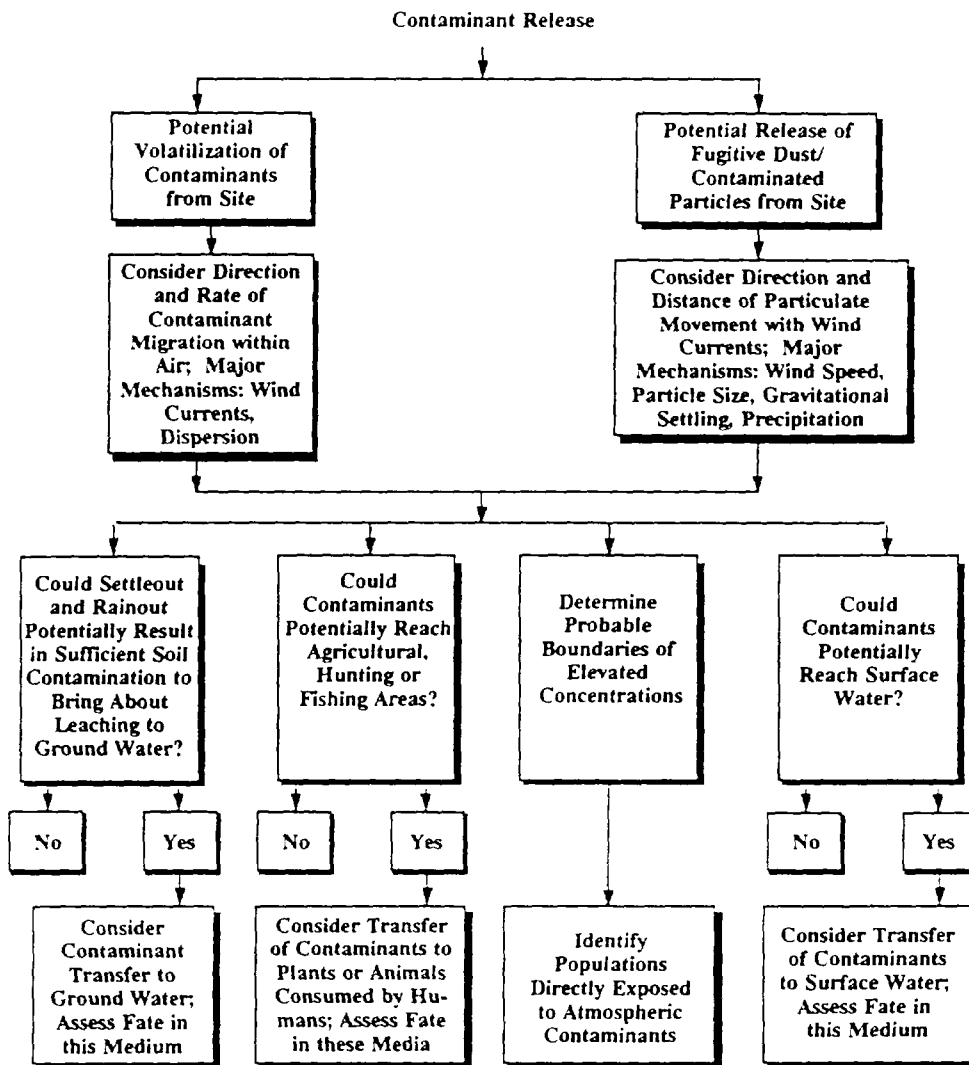 Contaminant Release
Potential
Volatilization of
Contaminants
from Site
Potential Release of
Fugitive Dust/
Contaminated
Particles from Site
Consider Direction
and Rate of
Contaminant
Migration within
Air; Major
Mechanisms: Wind
Currents,
Dispersion
Consider Direction and
Distance of Particulate
Movement with Wind
Currents; Major
Mechanisms: Wind Speed,
Particle Size, Gravitational
Settling, Precipitation
Could Settleout
and Rainout
Potentially Result
in Sufficient Soil
Contamination to
Bring About
Leaching to
Ground Water?
Could
Contaminants
Potentially Reach
Agricultural,
Hunting or
Fishing Areas?
Determine
Probable
Boundaries of
Elevated
Concentrations
Could
Contaminants
Potentially
Reach Surface
Water?
No
Yes
No
Yes
No
Yes
Consider
Contaminant
Transfer to
Ground Water;
Assess Fate in
this Medium
Consider Transfer
of Contaminants to
Plants or Animals
Consumed by Hu-
mans; Assess Fate
in these Media
Identify
Populations
Directly Exposed
to Atmospheric
Contaminants
Consider Transfer
of Contaminants
to Surface Water;
Assess Fate in
this Medium